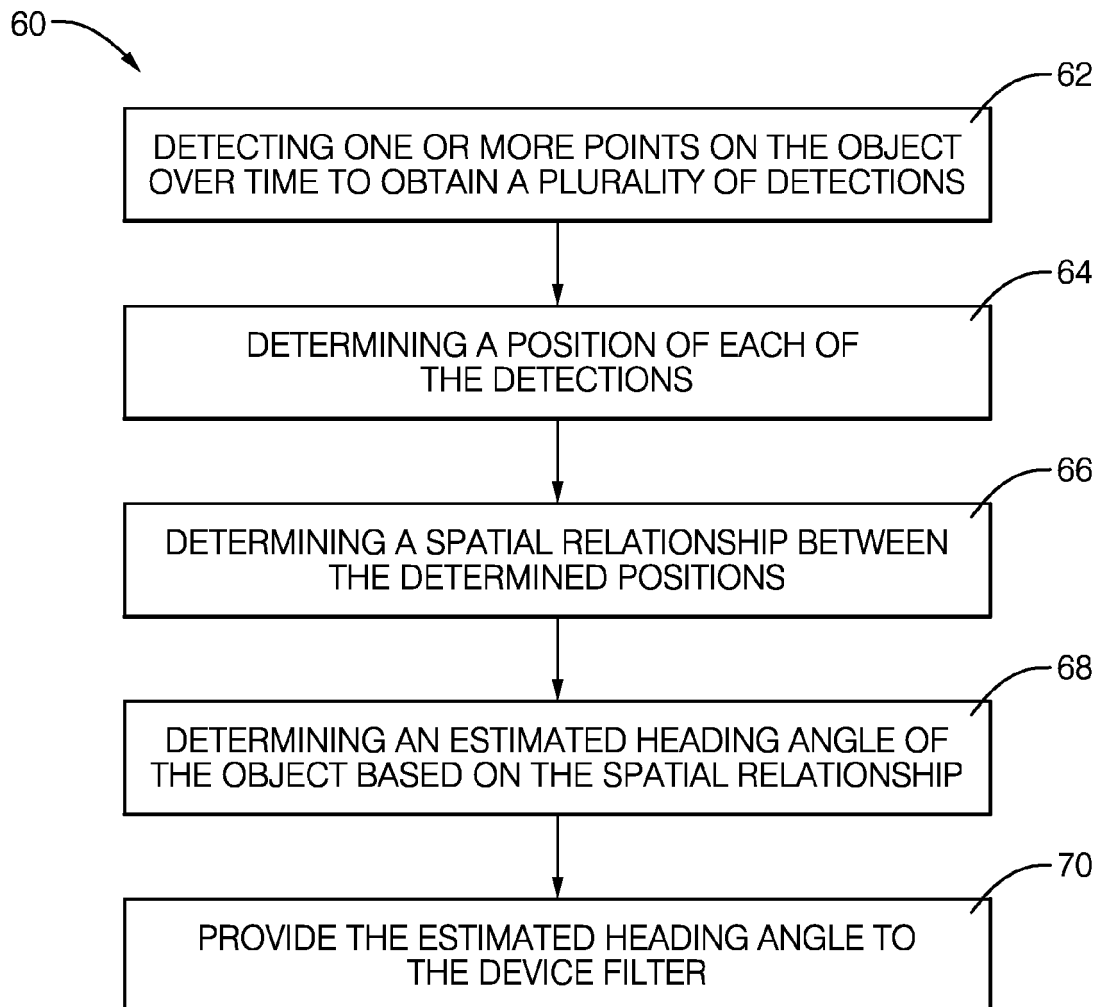 60
62
DETECTING ONE OR MORE POINTS ON THE OBJECT
OVER TIME TO OBTAIN A PLURALITY OF DETECTIONS
64
DETERMINING A POSITION OF EACH OF
THE DETECTIONS
66
DETERMINING A SPATIAL RELATIONSHIP BETWEEN
THE DETERMINED POSITIONS
68
DETERMINING AN ESTIMATED HEADING ANGLE OF
THE OBJECT BASED ON THE SPATIAL RELATIONSHIP
70
PROVIDE THE ESTIMATED HEADING ANGLE TO
THE DEVICE FILTER